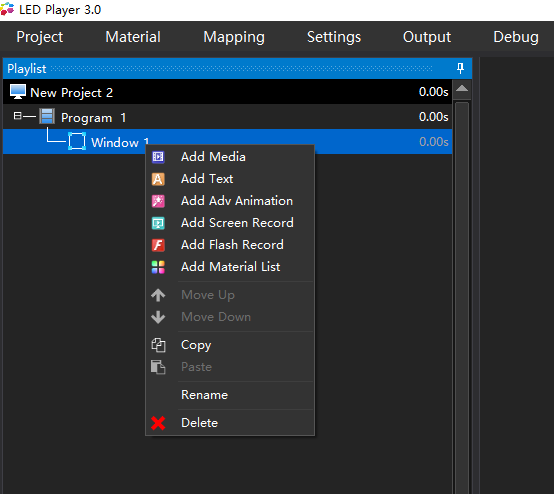 LED Player 3.0
Project Material Mapping Settings Output Debug
Playlist
New Project 2 0.00s
Program 1 0.00s
Window 1 0.00s
Add Media
Add Text
Add Adv Animation
Add Screen Record
Add Flash Record
Add Material List
Move Up
Move Down
Copy
Paste
Rename
Delete